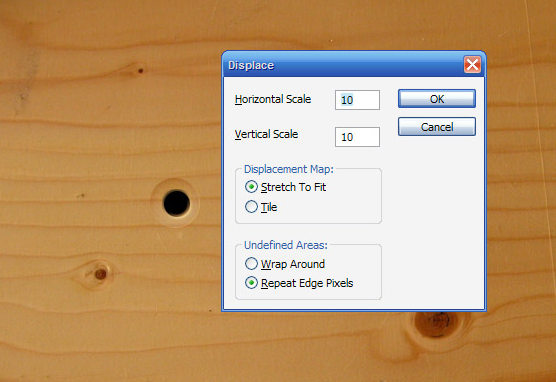 Displace
Horizontal Scale 10 OK
Vertical Scale 10 Cancel
Displacement Map:
Stretch To Fit
Tile
Undefined Areas:
Wrap Around
Repeat Edge Pixels